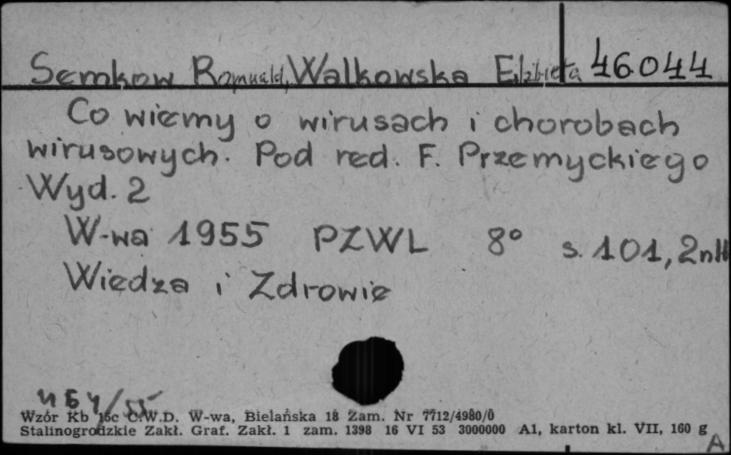 Semkow Romuald, Walkowska Elżbieta 46044
Co wiemy o wirusach i chorobach
wirusowych. Pod red. F. Przemyckiego
Wyd. 2
W-wa 1955 PZWL 8° s. 101, 2nlb
Wiedza i Zdrowie
Wzór Kb 15c C.W.D. W-wa, Bielańska 18 Zam. Nr 7712/4980/0
Stalinogrodzkie Zakł. Graf. Zakł. 1 zam. 1398 16 VI 53 3000000 A1, karton kl. VII, 160 g
A